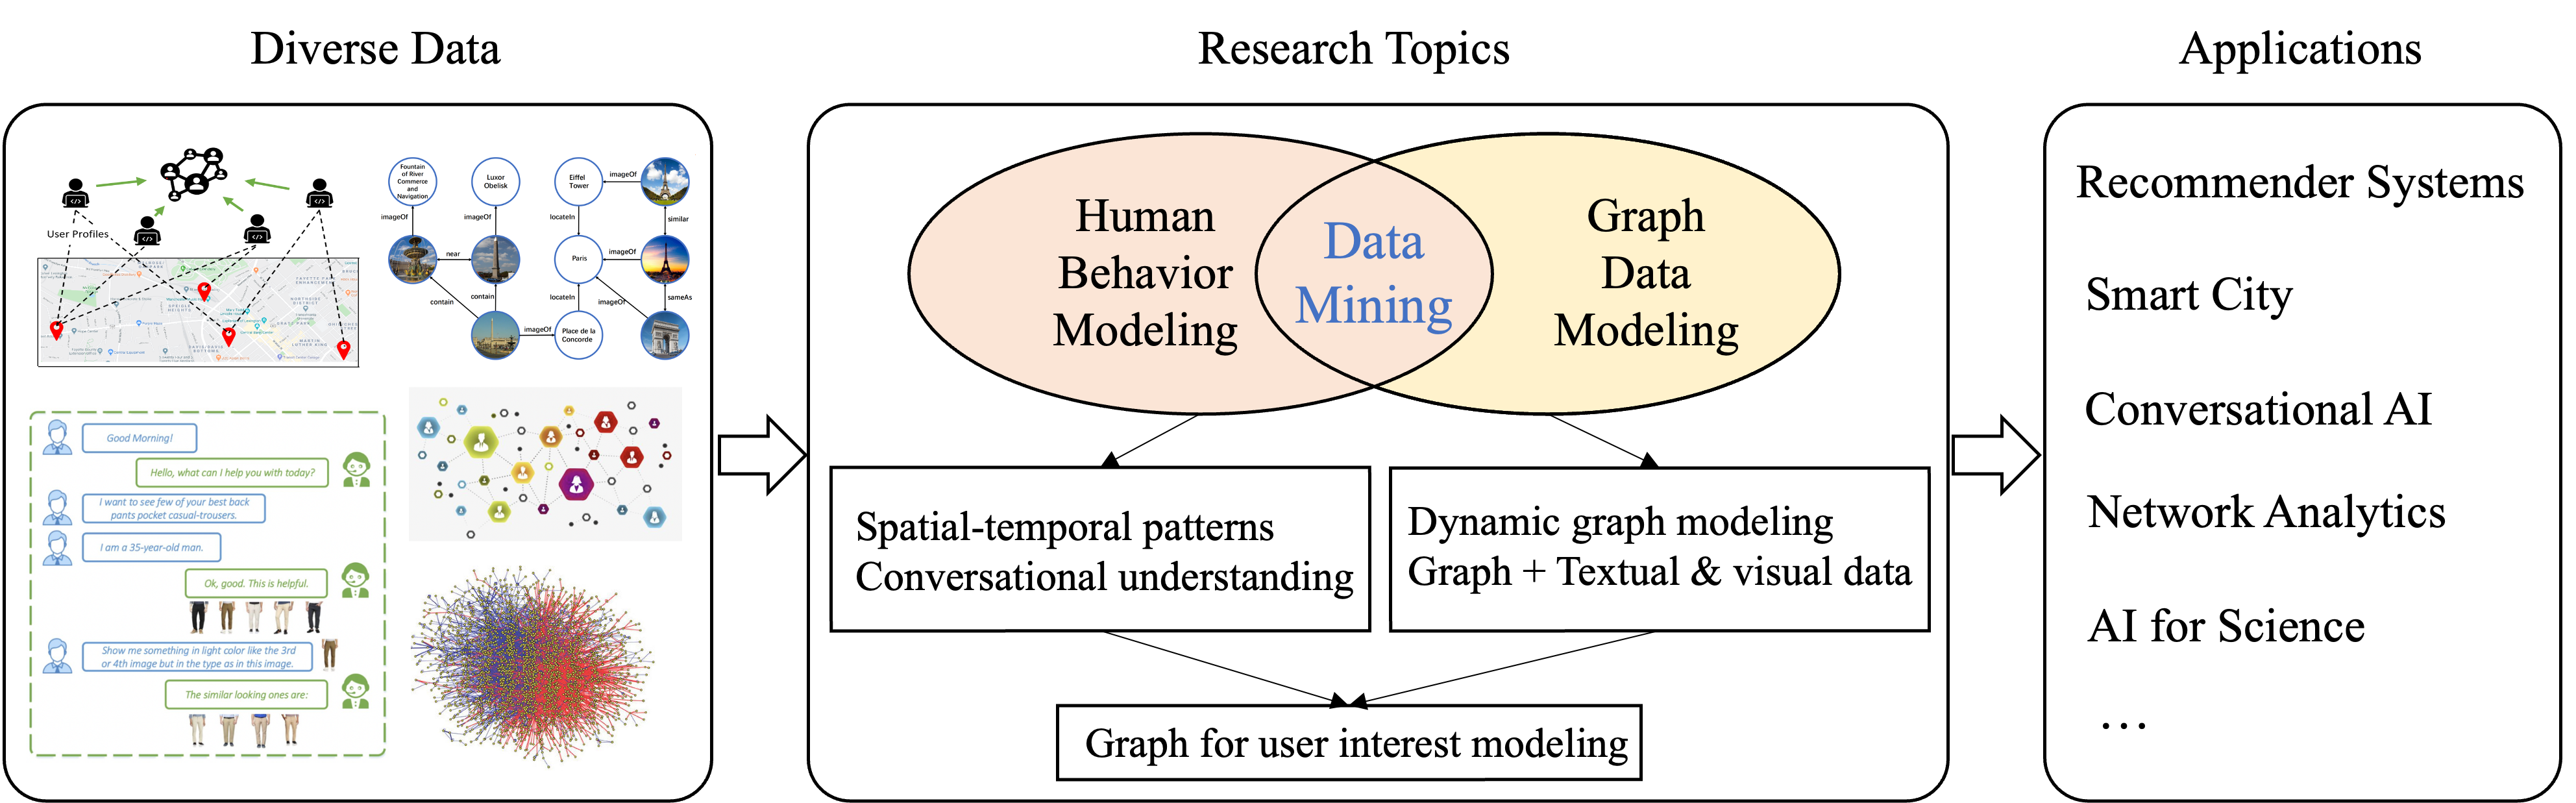 Diverse Data
Research Topics
Applications
User Profiles
Fountain
of River
Commerce
and
Navigation
Luxor
Obelisk
Eiffel
Tower
imageOf
imageOf
imageOf
locateIn
similar
near
Paris
imageOf
contain
contain
locateIn
imageOf
sameAs
imageOf
Place de la
Concorde
Good Morning!
Hello, what can I help you with today?
I want to see few of your best back
pants pocket casual-trousers.
I am a 35-year-old man.
Ok, good. This is helpful.
Show me something in light color like the 3rd
or 4th image but in the type as in this image.
The similar looking ones are:
Human
Behavior
Modeling
Data
Mining
Graph
Data
Modeling
Spatial-temporal patterns
Conversational understanding
Dynamic graph modeling
Graph + Textual & visual data
Graph for user interest modeling
Recommender Systems
Smart City
Conversational AI
Network Analytics
AI for Science
…